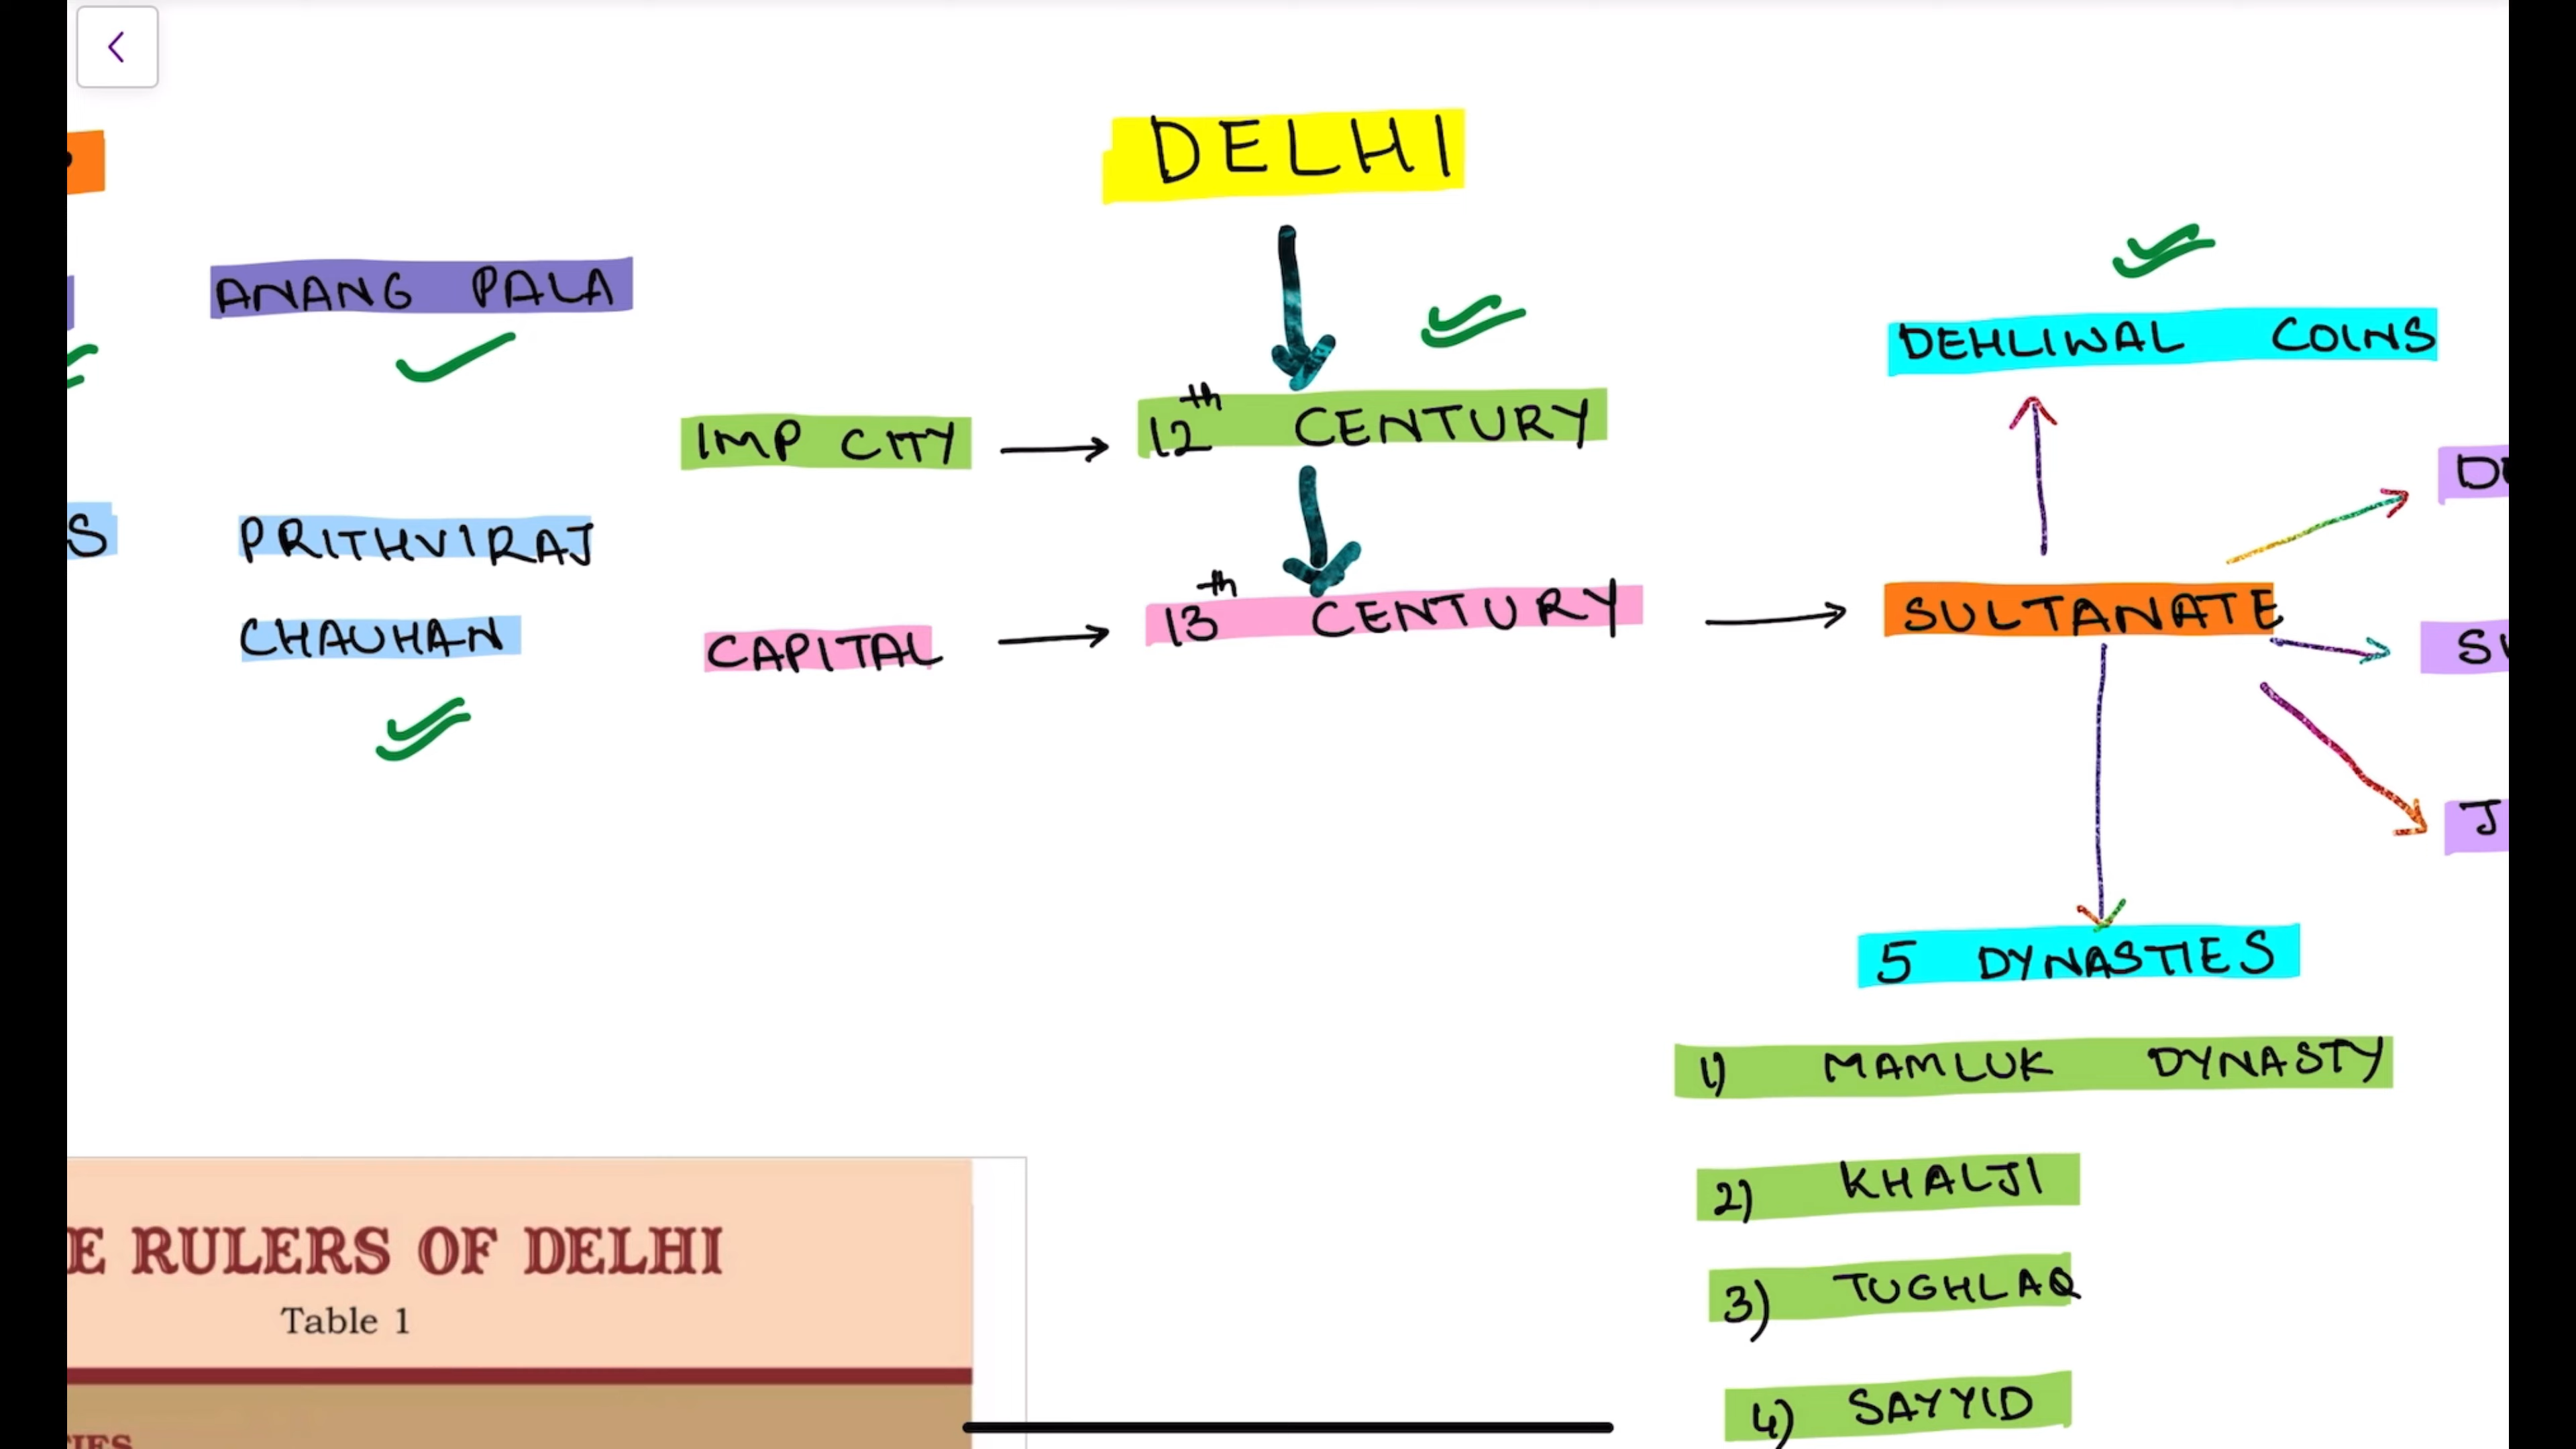 DELHI
ANANG PALA
DEHLIWAL COINS
IMP CITY
12th CENTURY
S
PRITHVIRAJ
CHAUHAN
CAPITAL
13th CENTURY
SULTANATE
J
5 DYNASTIES
1) MAMLUK DYNASTY
2) KHALJI
3) TUGHLAQ
4) SAYYID
E RULERS OF DELHI
Table 1